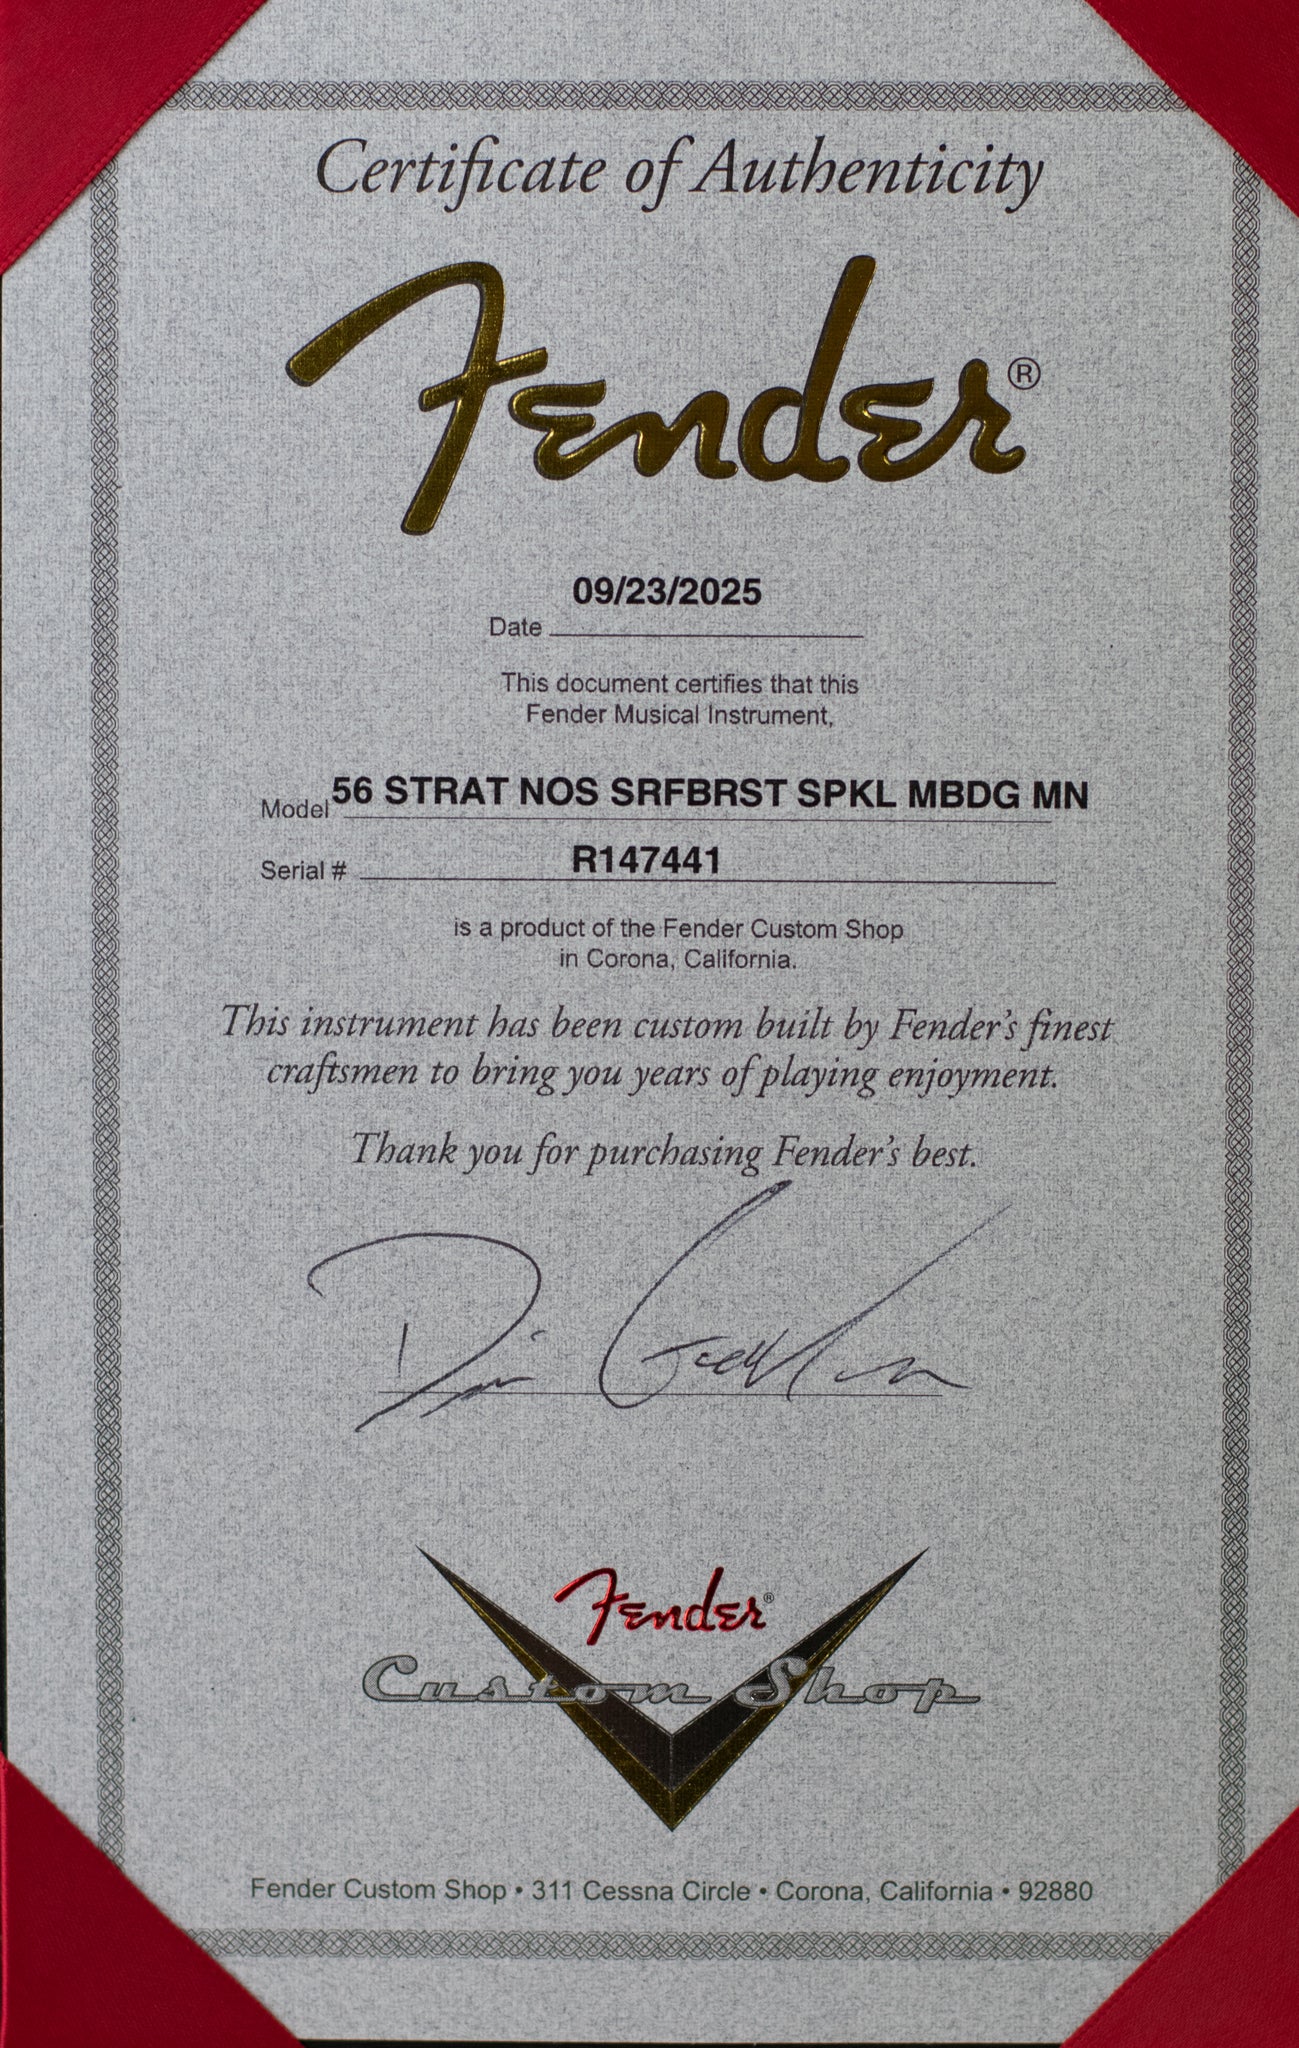 Certificate of Authenticity
Fender®
09/23/2025
Date
This document certifies that this
Fender Musical Instrument,
Model 56 STRAT NOS SRFBRST SPKL MBDG MN
Serial # R147441
is a product of the Fender Custom Shop
in Corona, California.
This instrument has been custom built by Fender's finest
craftsmen to bring you years of playing enjoyment.
Thank you for purchasing Fender's best.
Fender®
Custom Shop
Fender Custom Shop • 311 Cessna Circle • Corona, California • 92880